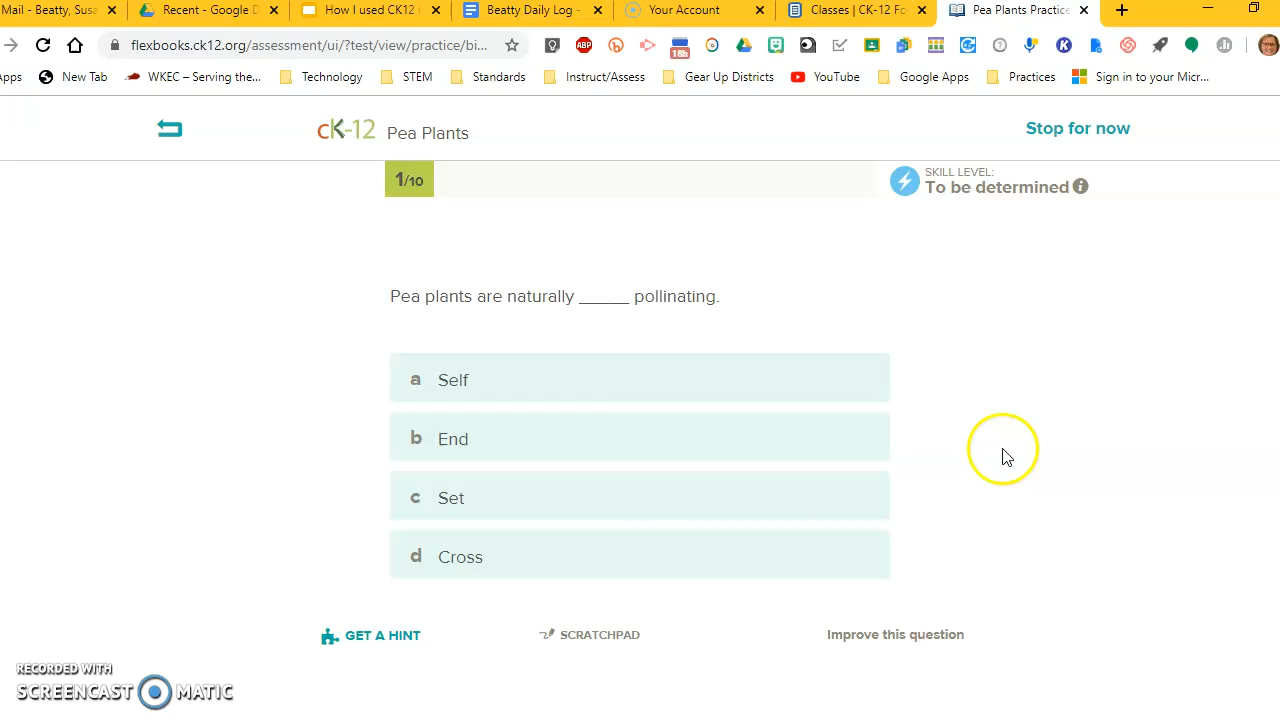 Mail - Beatty, Susa
Recent - Google D
How I used CK12 i
Beatty Daily Log -
Your Account
Classes | CK-12 Fo
Pea Plants Practice
flexbooks.ck12.org/assessment/ui/?test/view/practice/bi...
ABP
18h
Apps
New Tab
WKEC – Serving the...
Technology
STEM
Standards
Instruct/Assess
Gear Up Districts
YouTube
Google Apps
Practices
Sign in to your Micr...
cK-12 Pea Plants
Stop for now
1/10
SKILL LEVEL:
To be determined
Pea plants are naturally _____ pollinating.
a Self
b End
c Set
d Cross
GET A HINT
SCRATCHPAD
Improve this question
RECORDED WITH
SCREENCAST MATIC